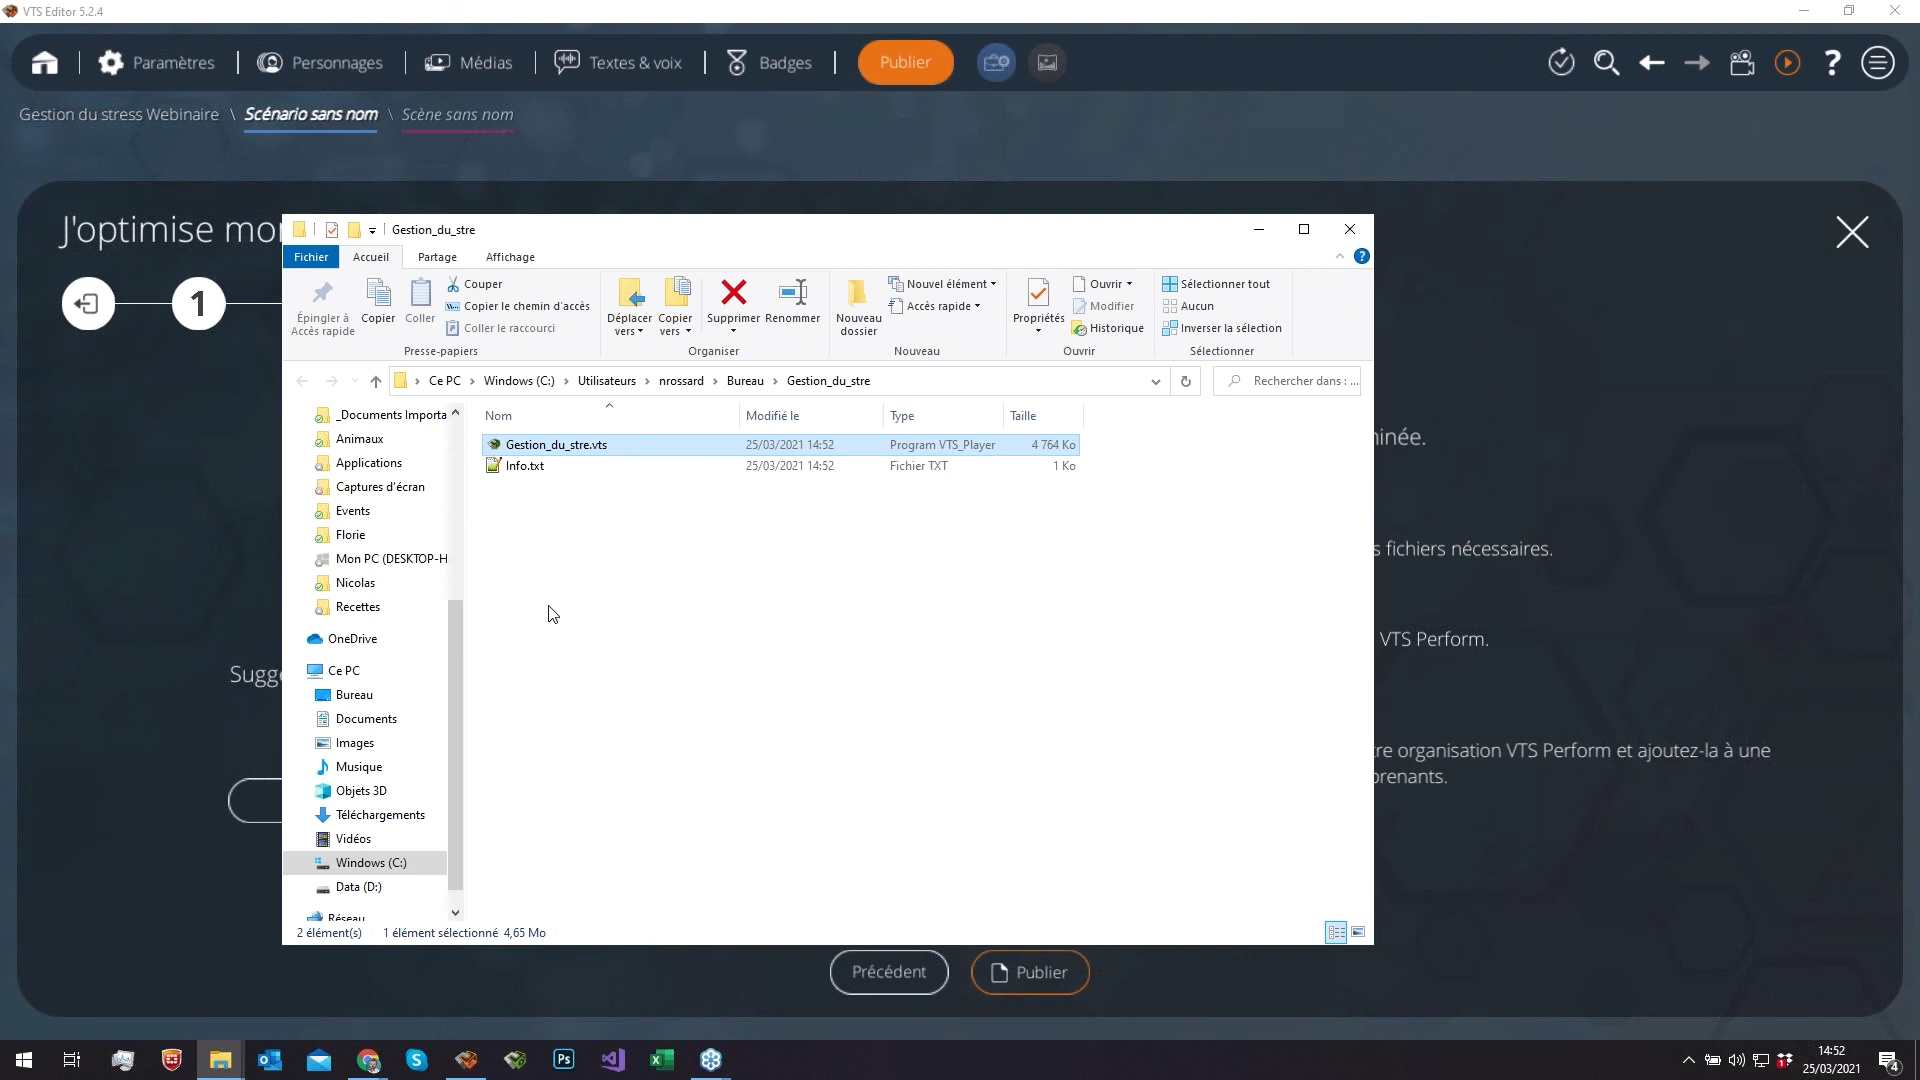 VTS Editor 5.2.4
Paramètres
Personnages
Médias
Textes & voix
Badges
Publier
?
Gestion du stress Webinaire \ Scénario sans nom \ Scène sans nom
J'optimise mo
1
Gestion_du_stre
Fichier Accueil Partage Affichage
Épingler à Accès rapide
Copier
Coller
Couper
Copier le chemin d'accès
Coller le raccourci
Presse-papiers
Déplacer vers
Copier vers
Supprimer
Renommer
Organiser
Nouveau dossier
Nouvel élément
Accès rapide
Nouveau
Propriétés
Ouvrir
Modifier
Historique
Ouvrir
Sélectionner tout
Aucun
Inverser la sélection
Sélectionner
Ce PC > Windows (C:) > Utilisateurs > nrossard > Bureau > Gestion_du_stre
Rechercher dans : ...
_Documents Importa
Animaux
Applications
Captures d'écran
Events
Florie
Mon PC (DESKTOP-H
Nicolas
Recettes
OneDrive
Ce PC
Bureau
Documents
Images
Musique
Objets 3D
Téléchargements
Vidéos
Windows (C:)
Data (D:)
Réseau
Nom Modifié le Type Taille
Gestion_du_stre.vts 25/03/2021 14:52 Program VTS_Player 4 764 Ko
Info.txt 25/03/2021 14:52 Fichier TXT 1 Ko
2 élément(s) 1 élément sélectionné 4,65 Mo
fichiers nécessaires.
VTS Perform.
Sugg
organisation VTS Perform et ajoutez-la à une
Précédent
Publier
Ps
14:52
25/03/2021
4